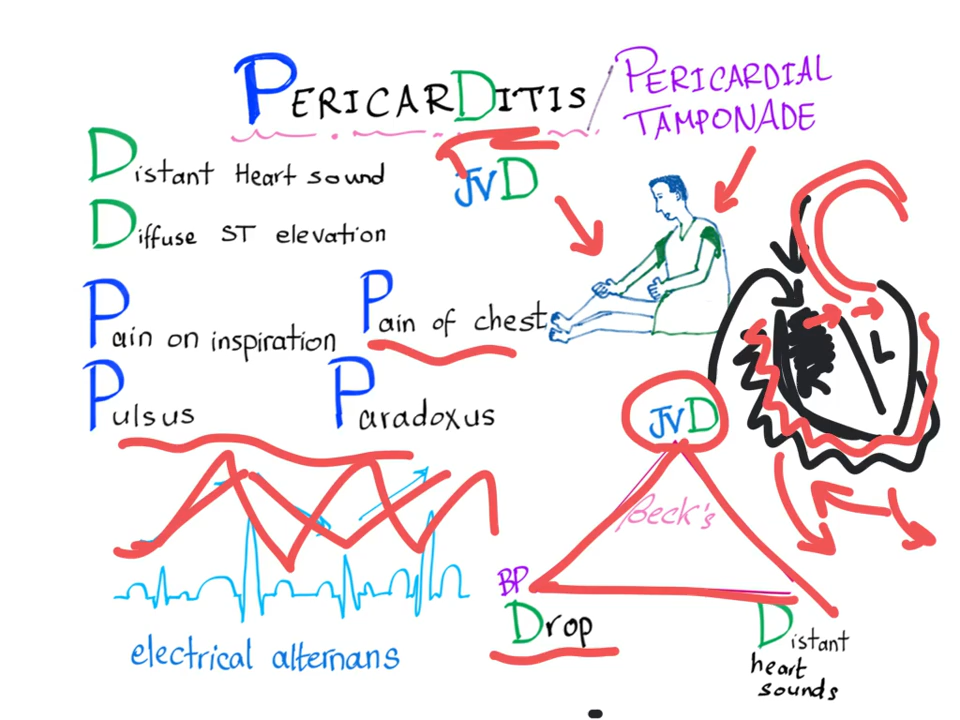 PERICARDITIS / PERICARDIAL
TAMPONADE
Distant Heart sound
JVD
Diffuse ST elevation
Pain on inspiration
Pain of chest
Pulsus Paradoxus
L
JVD
Beck's
BP
Drop
Distant
heart
sounds
electrical alternans